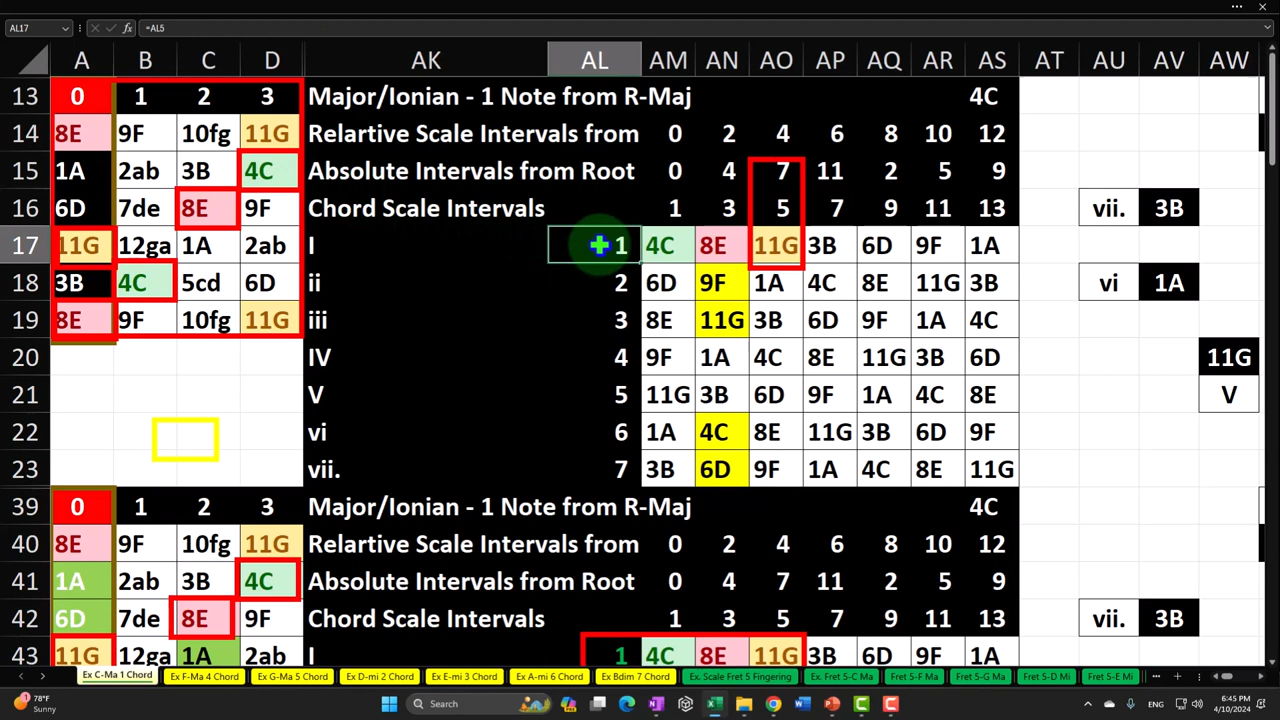 AL17 fx =AL5
A B C D AK AL AM AN AO AP AQ AR AS AT AU AV AW
13 0 1 2 3 Major/Ionian - 1 Note from R-Maj 4C
14 8E 9F 10fg 11G Relartive Scale Intervals from 0 2 4 6 8 10 12
15 1A 2ab 3B 4C Absolute Intervals from Root 0 4 7 11 2 5 9
16 6D 7de 8E 9F Chord Scale Intervals 1 3 5 7 9 11 13 vii. 3B
17 11G 12ga 1A 2ab I 1 4C 8E 11G 3B 6D 9F 1A
18 3B 4C 5cd 6D ii 2 6D 9F 1A 4C 8E 11G 3B vi 1A
19 8E 9F 10fg 11G iii 3 8E 11G 3B 6D 9F 1A 4C
20 IV 4 9F 1A 4C 8E 11G 3B 6D 11G
21 V 5 11G 3B 6D 9F 1A 4C 8E V
22 vi 6 1A 4C 8E 11G 3B 6D 9F
23 vii. 7 3B 6D 9F 1A 4C 8E 11G
39 0 1 2 3 Major/Ionian - 1 Note from R-Maj 4C
40 8E 9F 10fg 11G Relartive Scale Intervals from 0 2 4 6 8 10 12
41 1A 2ab 3B 4C Absolute Intervals from Root 0 4 7 11 2 5 9
42 6D 7de 8E 9F Chord Scale Intervals 1 3 5 7 9 11 13 vii. 3B
43 11G 12ga 1A 2ab I 1 4C 8E 11G 3B 6D 9F 1A
Ex C-Ma 1 Chord Ex F-Ma 4 Chord Ex G-Ma 5 Chord Ex D-mi 2 Chord Ex E-mi 3 Chord Ex A-mi 6 Chord Ex Bdim 7 Chord Ex. Scale Fret 5 Fingering Ex. Fret 5-C Ma Fret 5-F Ma Fret 5-G Ma Fret 5-D Mi Fret 5-E Mi
78°F
Sunny
Search
6:45 PM
4/10/2024